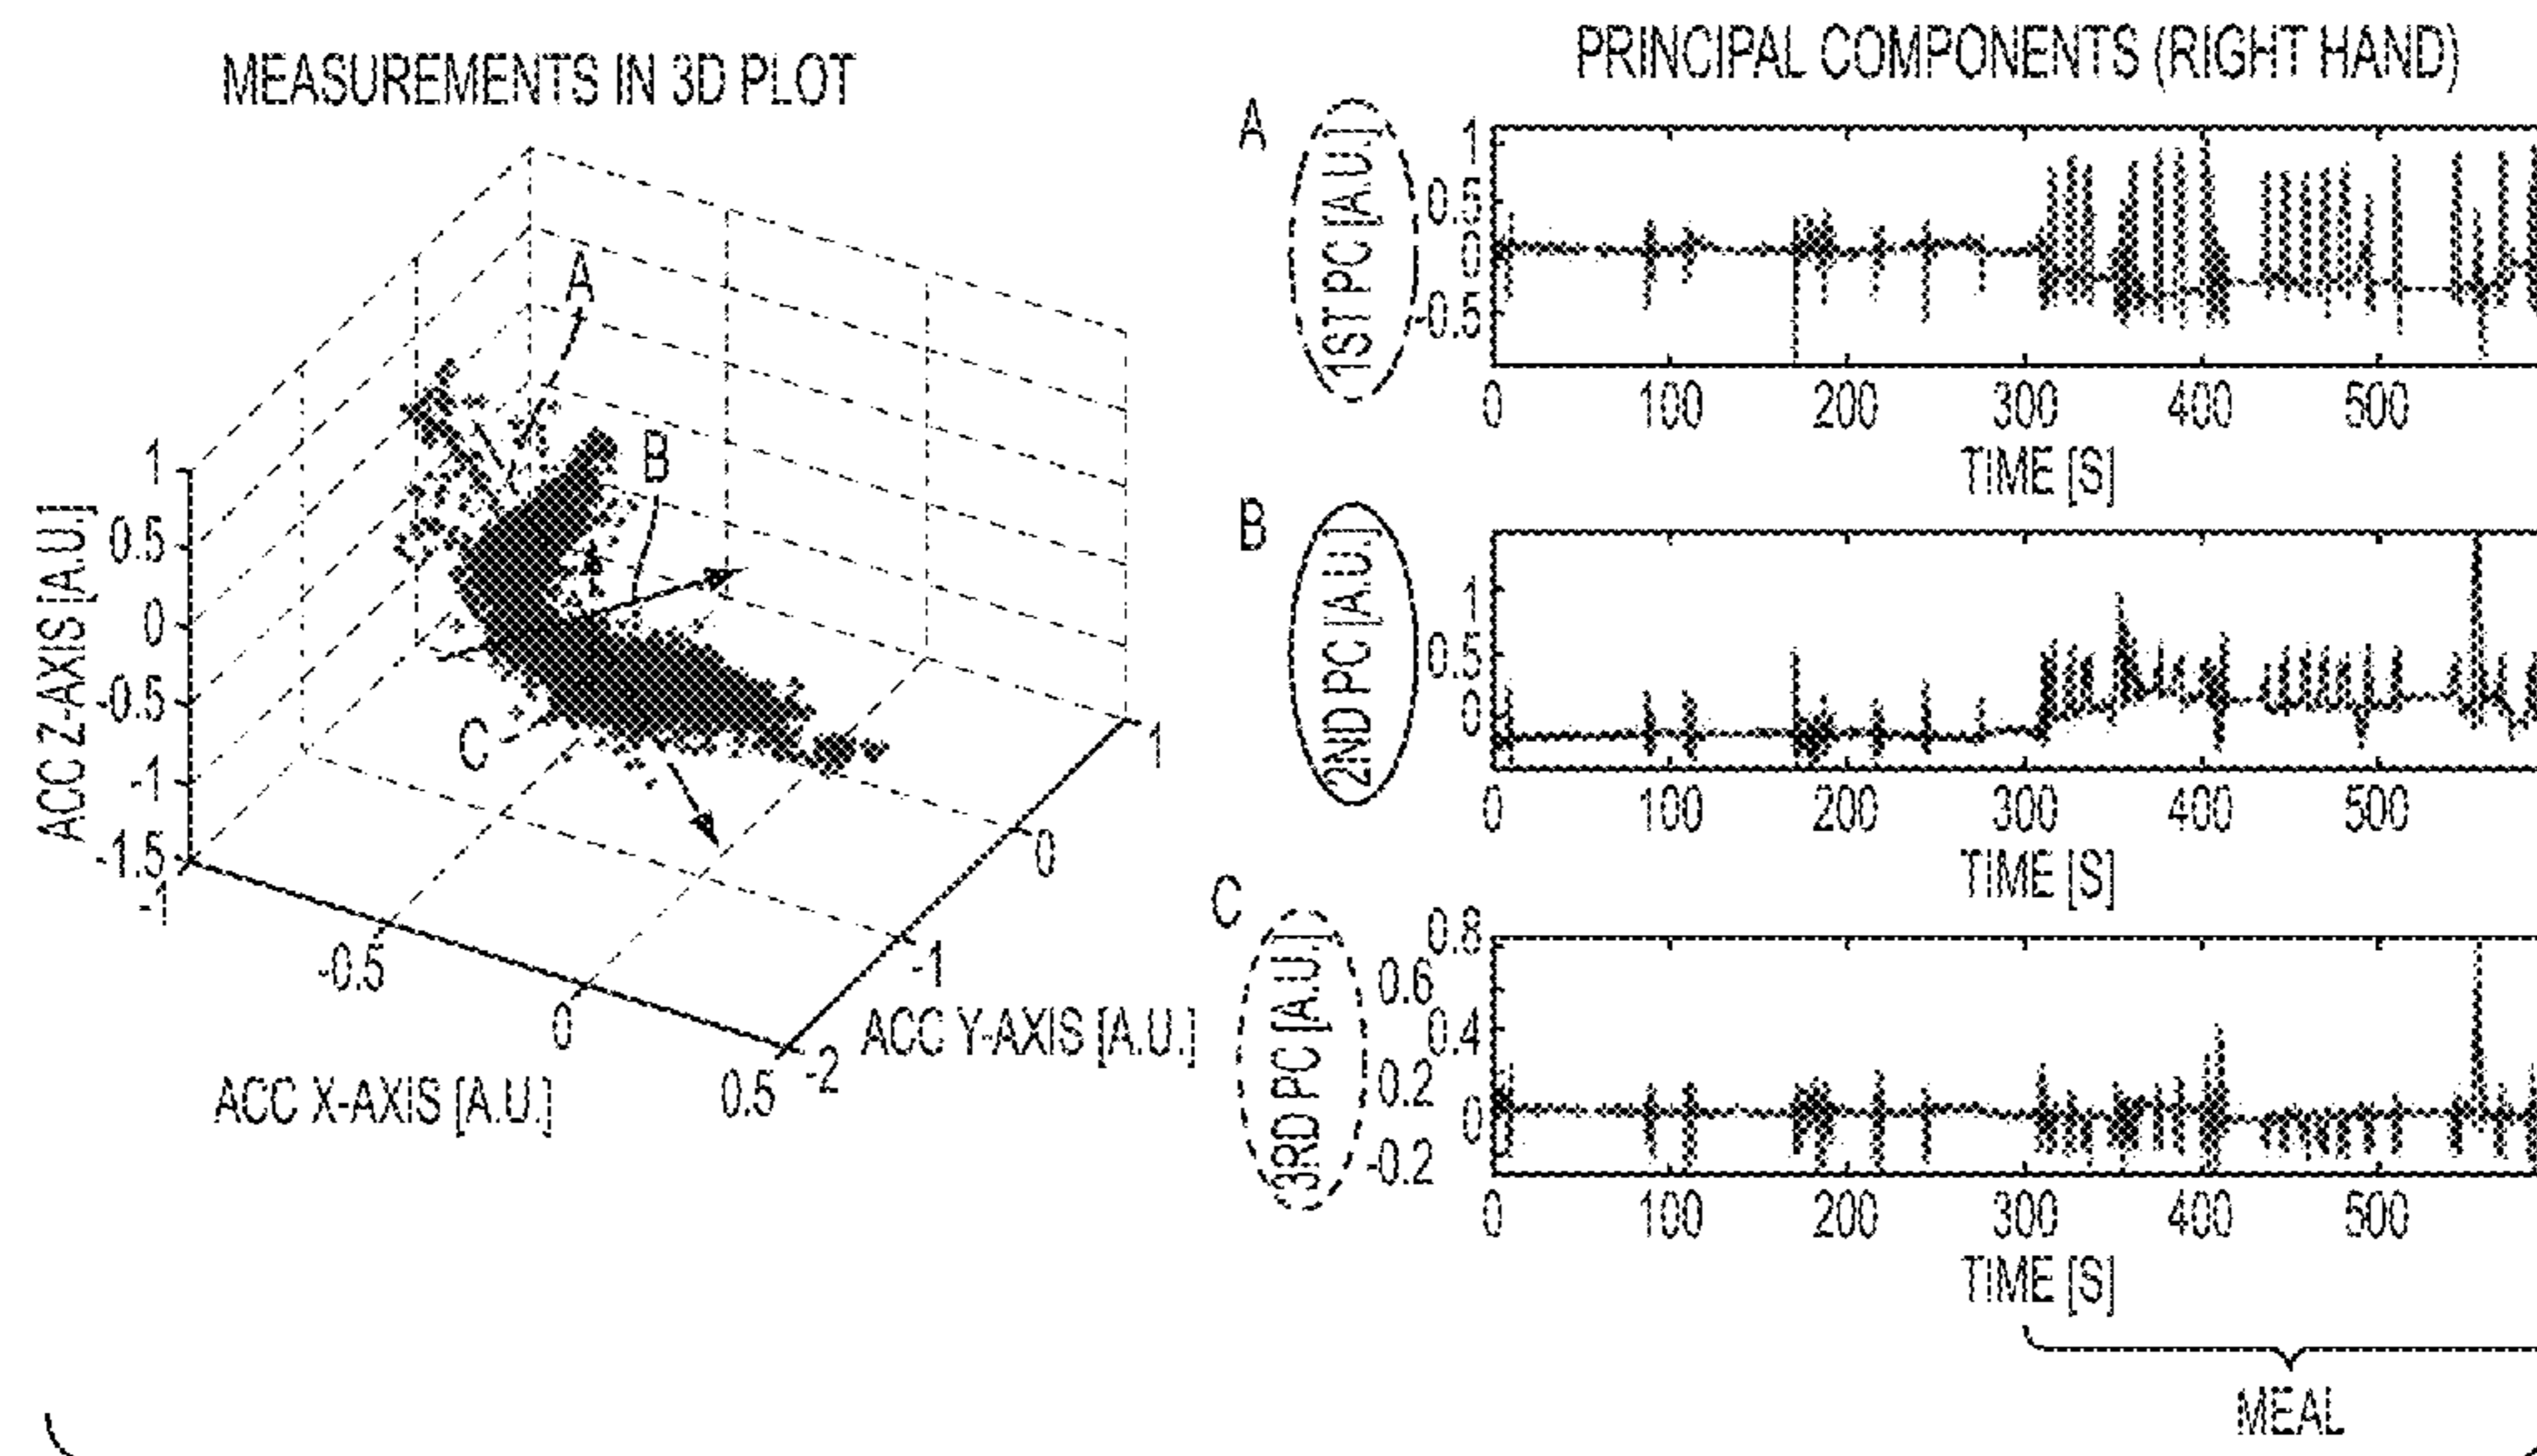 MEASUREMENTS IN 3D PLOT
A
B
C
ACC Z-AXIS [A.U.]
1
0.5
0
-0.5
-1
-1.5
-1
-0.5
0
0.5
ACC X-AXIS [A.U.]
-2
-1
0
1
ACC Y-AXIS [A.U.]
PRINCIPAL COMPONENTS (RIGHT HAND)
A
1ST PC [A.U.]
1
0.5
0
-0.5
0 100 200 300 400 500
TIME [S]
B
2ND PC [A.U.]
1
0.5
0
0 100 200 300 400 500
TIME [S]
C
3RD PC [A.U.]
0.8
0.6
0.4
0.2
0
-0.2
0 100 200 300 400 500
TIME [S]
MEAL